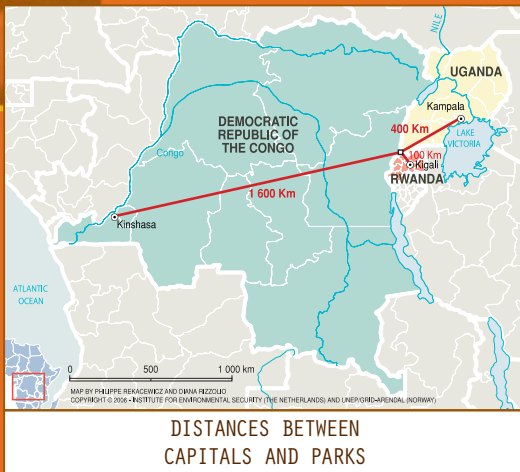 NILE
UGANDA
Kampala
400 Km
LAKE
VICTORIA
DEMOCRATIC
REPUBLIC OF
THE CONGO
Congo
100 Km
Kigali
RWANDA
1 600 Km
Kinshasa
ATLANTIC
OCEAN
0 500 1 000 km
MAP BY PHILIPPE REKACEWICZ AND DIANA RIZZOLIO
COPYRIGHT © 2006 - INSTITUTE FOR ENVIRONMENTAL SECURITY (THE NETHERLANDS) AND UNEP/GRID-ARENDAL (NORWAY)
DISTANCES BETWEEN
CAPITALS AND PARKS